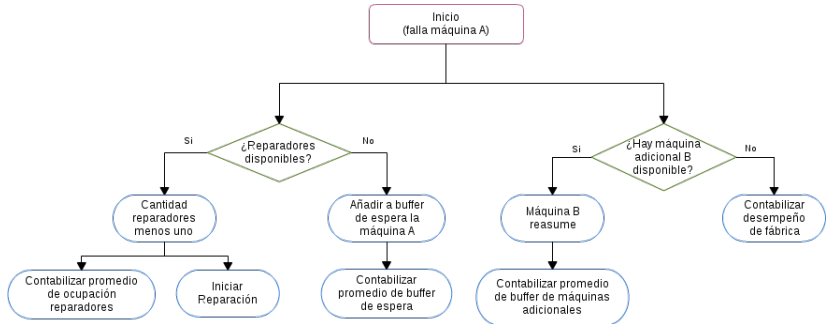 Inicio
(falla máquina A)
¿Reparadores
disponibles?
Si
No
¿Hay máquina
adicional B
disponible?
Si
No
Cantidad
reparadores
menos uno
Añadir a buffer
de espera la
máquina A
Máquina B
reasume
Contabilizar
desempeño
de fábrica
Contabilizar promedio
de ocupación
reparadores
Iniciar
Reparación
Contabilizar
promedio de buffer
de espera
Contabilizar promedio
de buffer de máquinas
adicionales